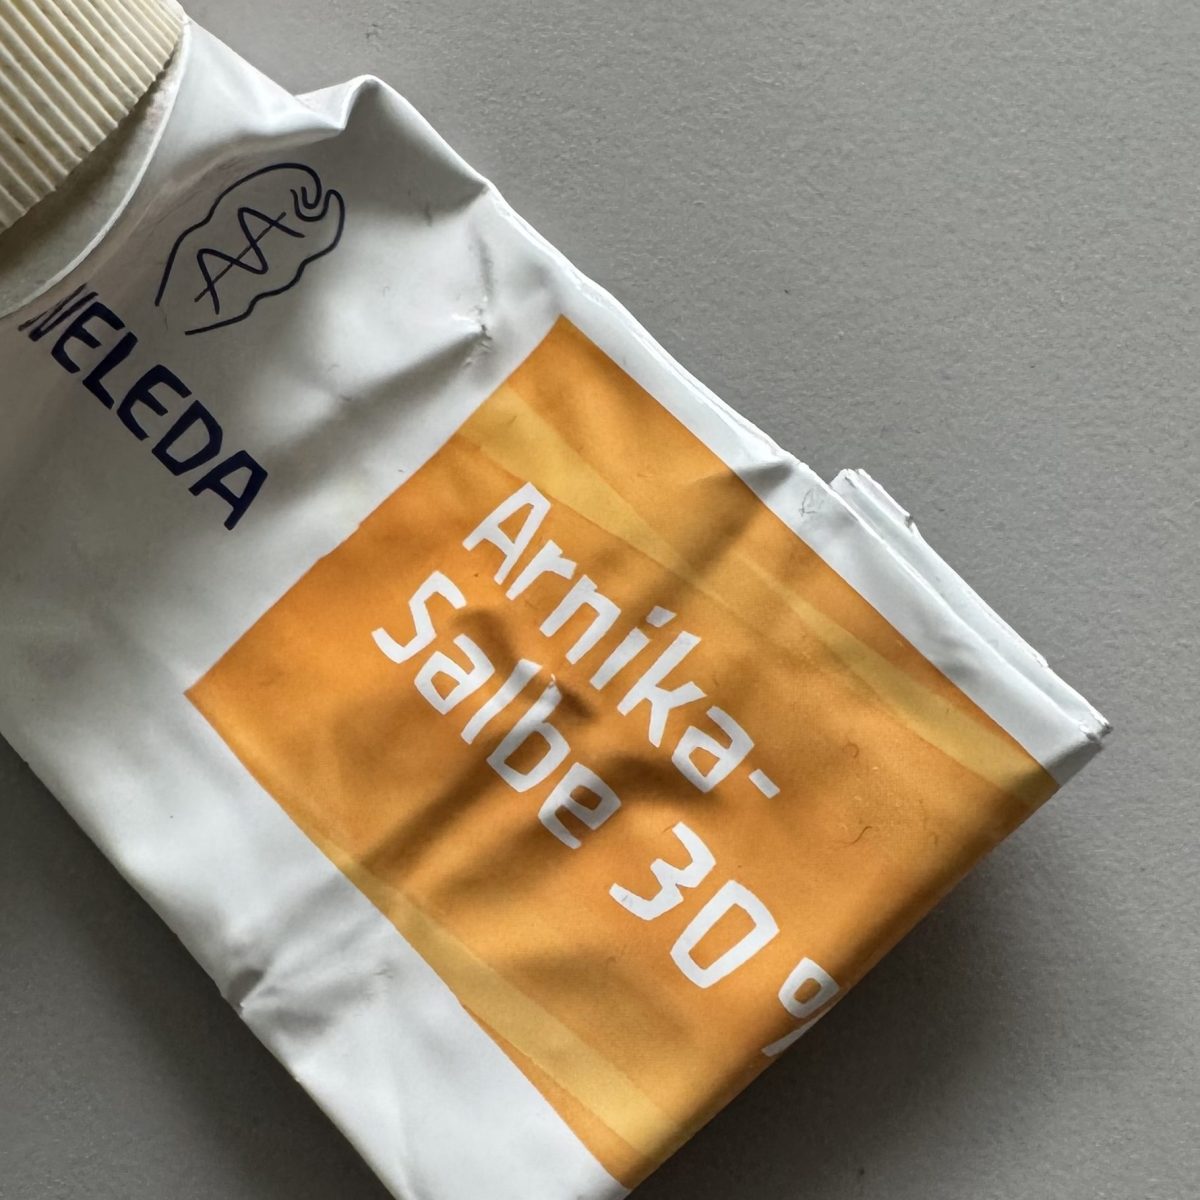 WELEDA
Arnika-
Salbe 30 %